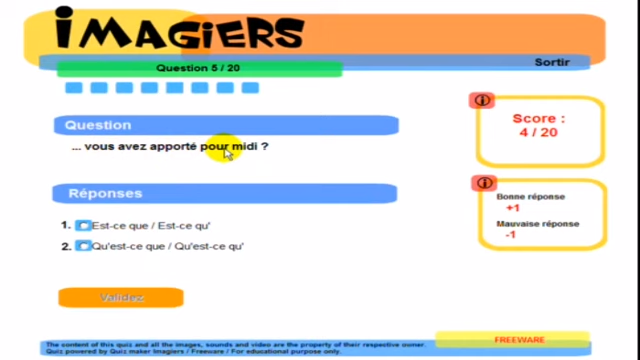 iMAGiERS
Question 5 / 20
Sortir
Question
... vous avez apporté pour midi ?
Réponses
1. Est-ce que / Est-ce qu'
2. Qu'est-ce que / Qu'est-ce qu'
Validez
Score :
4 / 20
Bonne réponse
+1
Mauvaise réponse
-1
FREEWARE
The content of this quiz and all the images, sounds and video are the property of their respective owner.
Quiz powered by Quiz maker Imagiers / Freeware / For educational purpose only.